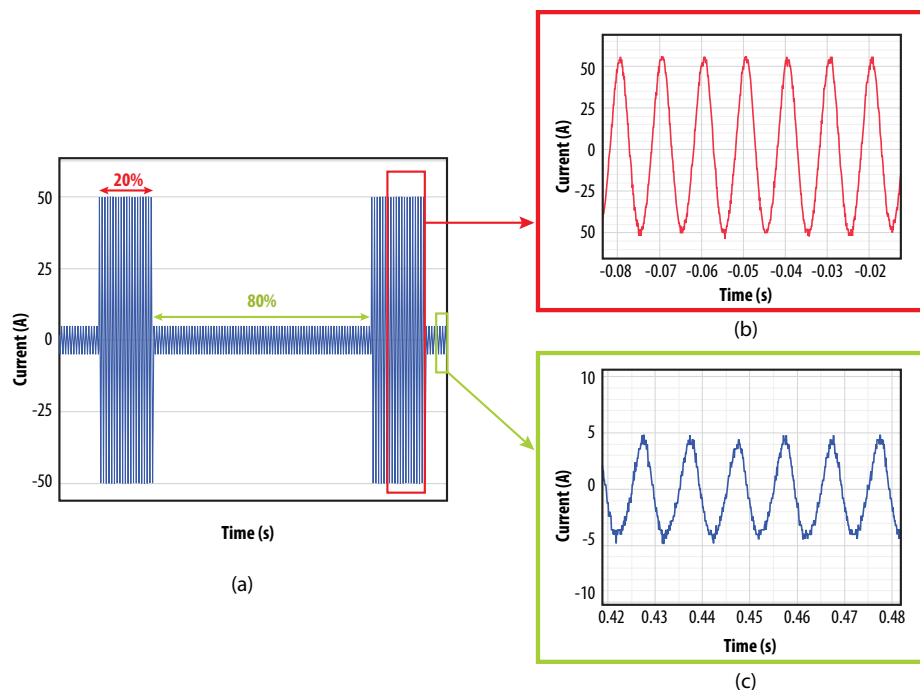 50
25
0
-25
-50
Current (A)
20%
80%
Time (s)
(a)
50
25
0
-25
50
Current (A)
-0.08 -0.07 -0.06 -0.05 -0.04 -0.03 -0.02
Time (s)
(b)
10
5
0
-5
-10
Current (A)
0.42 0.43 0.44 0.45 0.46 0.47 0.48
Time (s)
(c)